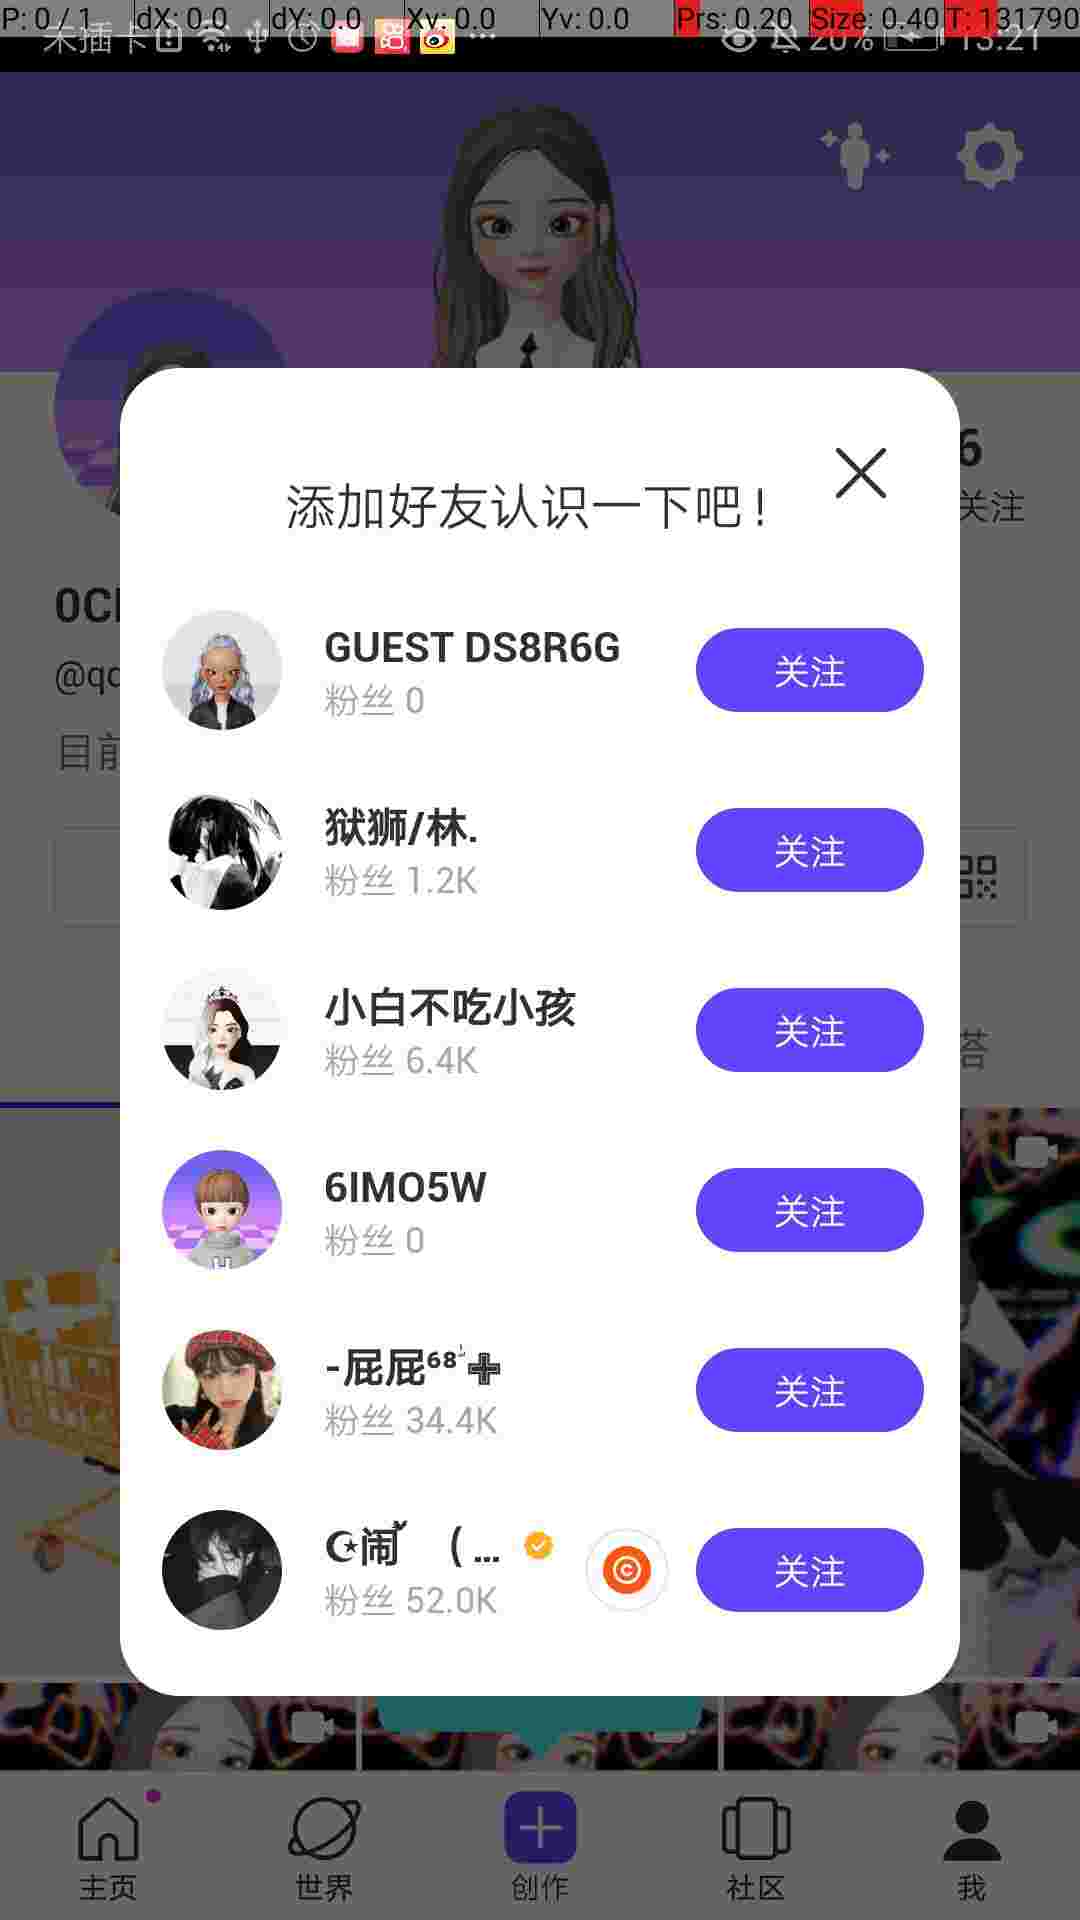 P: 0 / 1 dX: 0.0 dY: 0.0 Xv: 0.0 Yv: 0.0 Prs: 0.20 Size: 0.40 T: 131790
未插卡 20% 13:21
6
关注
添加好友认识一下吧！
@qc
目前
GUEST DS8R6G
粉丝 0
关注
狱狮/林.
粉丝 1.2K
关注
小白不吃小孩
粉丝 6.4K
关注
答
6IMO5W
粉丝 0
关注
-屁屁⁶⁸
粉丝 34.4K
关注
☪闹 （ ...
粉丝 52.0K
关注
主页
世界
创作
社区
我